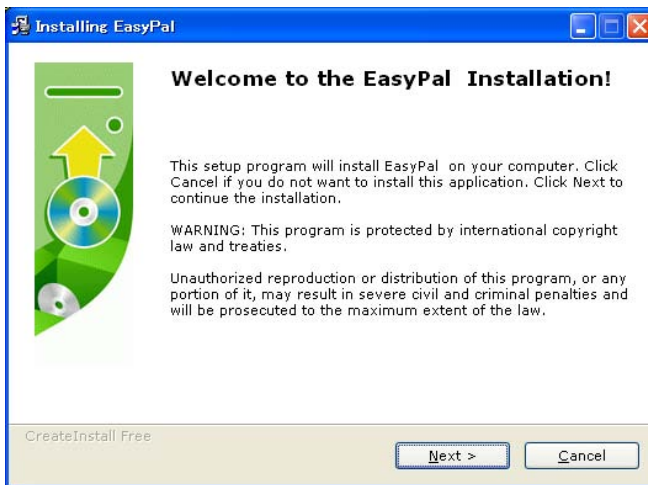 Installing EasyPal
Welcome to the EasyPal Installation!
This setup program will install EasyPal on your computer. Click
Cancel if you do not want to install this application. Click Next to
continue the installation.
WARNING: This program is protected by international copyright
law and treaties.
Unauthorized reproduction or distribution of this program, or any
portion of it, may result in severe civil and criminal penalties and
will be prosecuted to the maximum extent of the law.
CreateInstall Free
Next >
Cancel